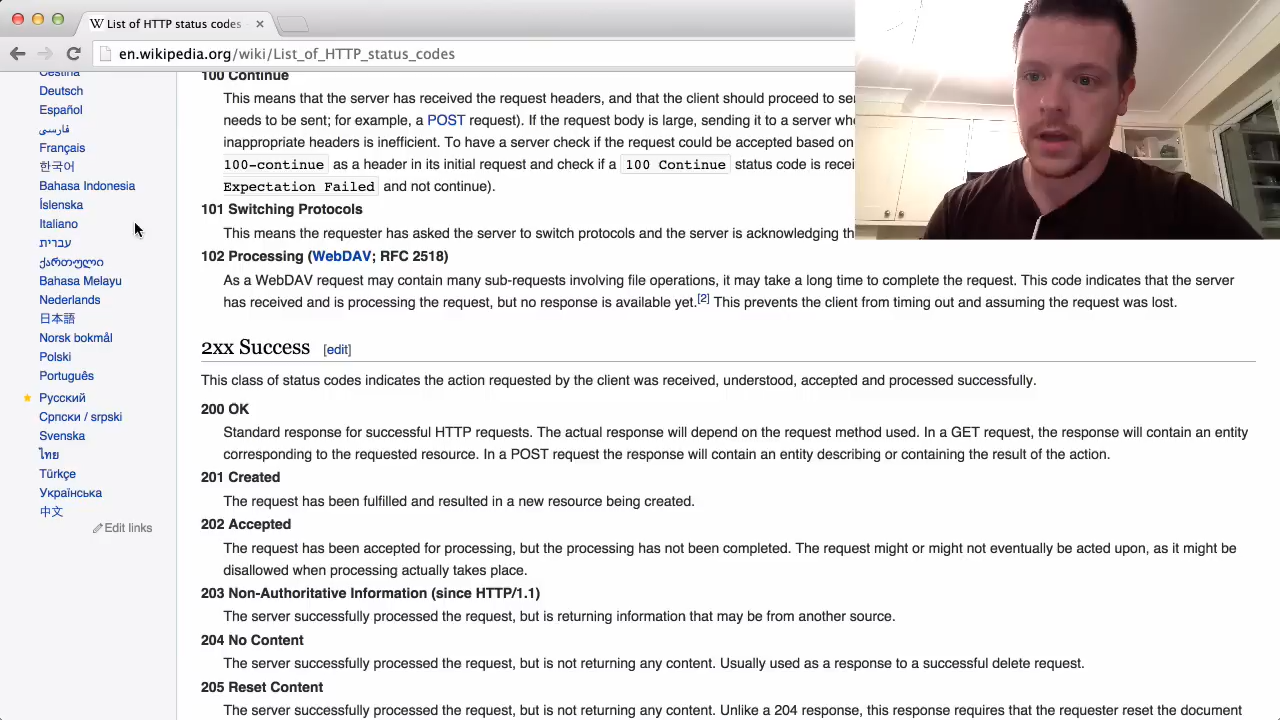 List of HTTP status codes
en.wikipedia.org/wiki/List_of_HTTP_status_codes
Čeština
Deutsch
Español
فارسی
Français
한국어
Bahasa Indonesia
Íslenska
Italiano
עברית
ქართული
Bahasa Melayu
Nederlands
日本語
Norsk bokmål
Polski
Português
Русский
Српски / srpski
Svenska
ไทย
Türkçe
Українська
中文
Edit links
100 Continue
This means that the server has received the request headers, and that the client should proceed to
needs to be sent; for example, a POST request). If the request body is large, sending it to a server
inappropriate headers is inefficient. To have a server check if the request could be accepted based on
100-continue as a header in its initial request and check if a 100 Continue status code is
Expectation Failed and not continue).
101 Switching Protocols
This means the requester has asked the server to switch protocols and the server is acknowledging
102 Processing (WebDAV; RFC 2518)
As a WebDAV request may contain many sub-requests involving file operations, it may take a long time to complete the request. This code indicates that the server
has received and is processing the request, but no response is available yet.[2] This prevents the client from timing out and assuming the request was lost.
2xx Success [edit]
This class of status codes indicates the action requested by the client was received, understood, accepted and processed successfully.
200 OK
Standard response for successful HTTP requests. The actual response will depend on the request method used. In a GET request, the response will contain an entity
corresponding to the requested resource. In a POST request the response will contain an entity describing or containing the result of the action.
201 Created
The request has been fulfilled and resulted in a new resource being created.
202 Accepted
The request has been accepted for processing, but the processing has not been completed. The request might or might not eventually be acted upon, as it might be
disallowed when processing actually takes place.
203 Non-Authoritative Information (since HTTP/1.1)
The server successfully processed the request, but is returning information that may be from another source.
204 No Content
The server successfully processed the request, but is not returning any content. Usually used as a response to a successful delete request.
205 Reset Content
The server successfully processed the request, but is not returning any content. Unlike a 204 response, this response requires that the requester reset the document